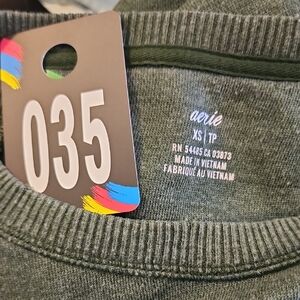 035
aerie
XS | TP
RN 54485 CA 03873
MADE IN VIETNAM
FABRIQUÉ AU VIETNAM